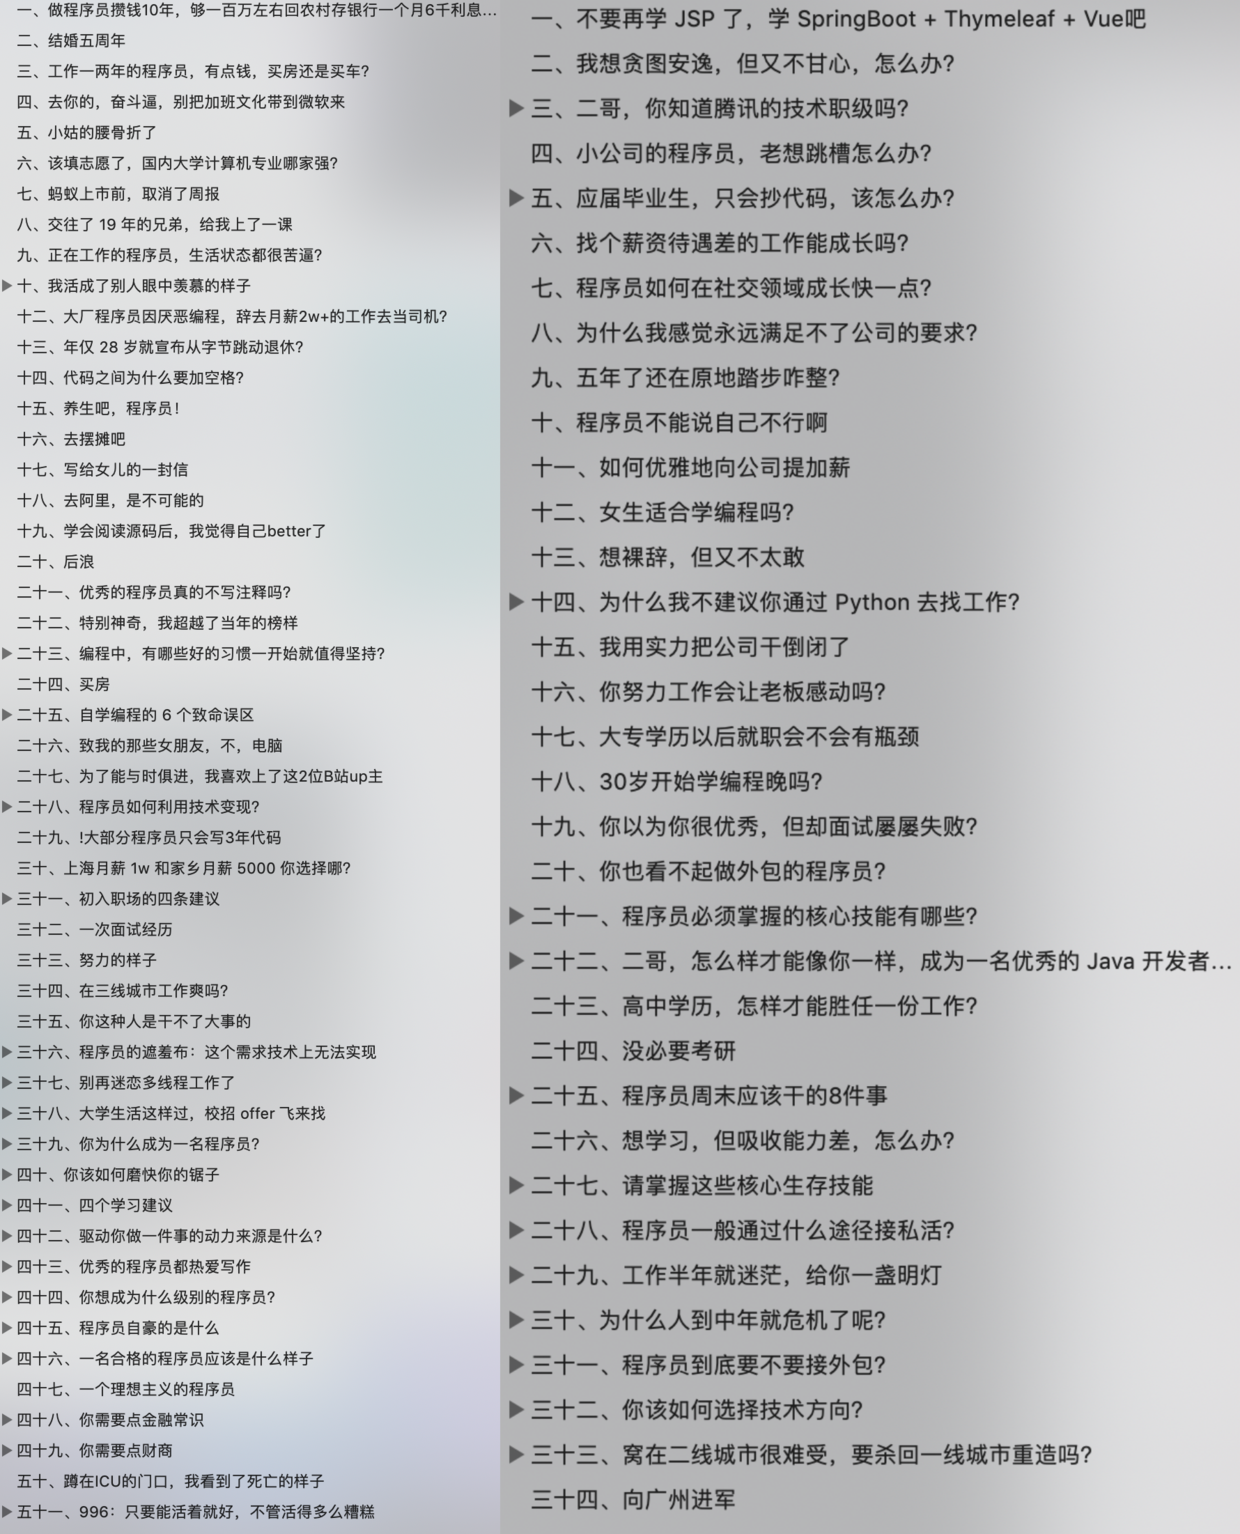 一、做程序员攒钱10年，够一百万左右回农村存银行一个月6千利息...
二、结婚五周年
三、工作一两年的程序员，有点钱，买房还是买车？
四、去你的，奋斗逼，别把加班文化带到微软来
五、小姑的腰骨折了
六、该填志愿了，国内大学计算机专业哪家强？
七、蚂蚁上市前，取消了周报
八、交往了 19 年的兄弟，给我上了一课
九、正在工作的程序员，生活状态都很苦逼？
十、我活成了别人眼中羡慕的样子
十二、大厂程序员因厌恶编程，辞去月薪2w+的工作去当司机？
十三、年仅 28 岁就宣布从字节跳动退休？
十四、代码之间为什么要加空格？
十五、养生吧，程序员！
十六、去摆摊吧
十七、写给女儿的一封信
十八、去阿里，是不可能的
十九、学会阅读源码后，我觉得自己better了
二十、后浪
二十一、优秀的程序员真的不写注释吗？
二十二、特别神奇，我超越了当年的榜样
二十三、编程中，有哪些好的习惯一开始就值得坚持？
二十四、买房
二十五、自学编程的 6 个致命误区
二十六、致我的那些女朋友，不，电脑
二十七、为了能与时俱进，我喜欢上了这2位B站up主
二十八、程序员如何利用技术变现？
二十九、!大部分程序员只会写3年代码
三十、上海月薪 1w 和家乡月薪 5000 你选择哪？
三十一、初入职场的四条建议
三十二、一次面试经历
三十三、努力的样子
三十四、在三线城市工作爽吗？
三十五、你这种人是干不了大事的
三十六、程序员的遮羞布：这个需求技术上无法实现
三十七、别再迷恋多线程工作了
三十八、大学生活这样过，校招 offer 飞来找
三十九、你为什么成为一名程序员？
四十、你该如何磨快你的锯子
四十一、四个学习建议
四十二、驱动你做一件事的动力来源是什么？
四十三、优秀的程序员都热爱写作
四十四、你想成为什么级别的程序员？
四十五、程序员自豪的是什么
四十六、一名合格的程序员应该是什么样子
四十七、一个理想主义的程序员
四十八、你需要点金融常识
四十九、你需要点财商
五十、蹲在ICU的门口，我看到了死亡的样子
五十一、996：只要能活着就好，不管活得多么糟糕
一、不要再学 JSP 了，学 SpringBoot + Thymeleaf + Vue吧
二、我想贪图安逸，但又不甘心，怎么办？
三、二哥，你知道腾讯的技术职级吗？
四、小公司的程序员，老想跳槽怎么办？
五、应届毕业生，只会抄代码，该怎么办？
六、找个薪资待遇差的工作能成长吗？
七、程序员如何在社交领域成长快一点？
八、为什么我感觉永远满足不了公司的要求？
九、五年了还在原地踏步咋整？
十、程序员不能说自己不行啊
十一、如何优雅地向公司提加薪
十二、女生适合学编程吗？
十三、想裸辞，但又不太敢
十四、为什么我不建议你通过 Python 去找工作？
十五、我用实力把公司干倒闭了
十六、你努力工作会让老板感动吗？
十七、大专学历以后就职会不会有瓶颈
十八、30岁开始学编程晚吗？
十九、你以为你很优秀，但却面试屡屡失败？
二十、你也看不起做外包的程序员？
二十一、程序员必须掌握的核心技能有哪些？
二十二、二哥，怎么样才能像你一样，成为一名优秀的 Java 开发者...
二十三、高中学历，怎样才能胜任一份工作？
二十四、没必要考研
二十五、程序员周末应该干的8件事
二十六、想学习，但吸收能力差，怎么办？
二十七、请掌握这些核心生存技能
二十八、程序员一般通过什么途径接私活？
二十九、工作半年就迷茫，给你一盏明灯
三十、为什么人到中年就危机了呢？
三十一、程序员到底要不要接外包？
三十二、你该如何选择技术方向？
三十三、窝在二线城市很难受，要杀回一线城市重造吗？
三十四、向广州进军